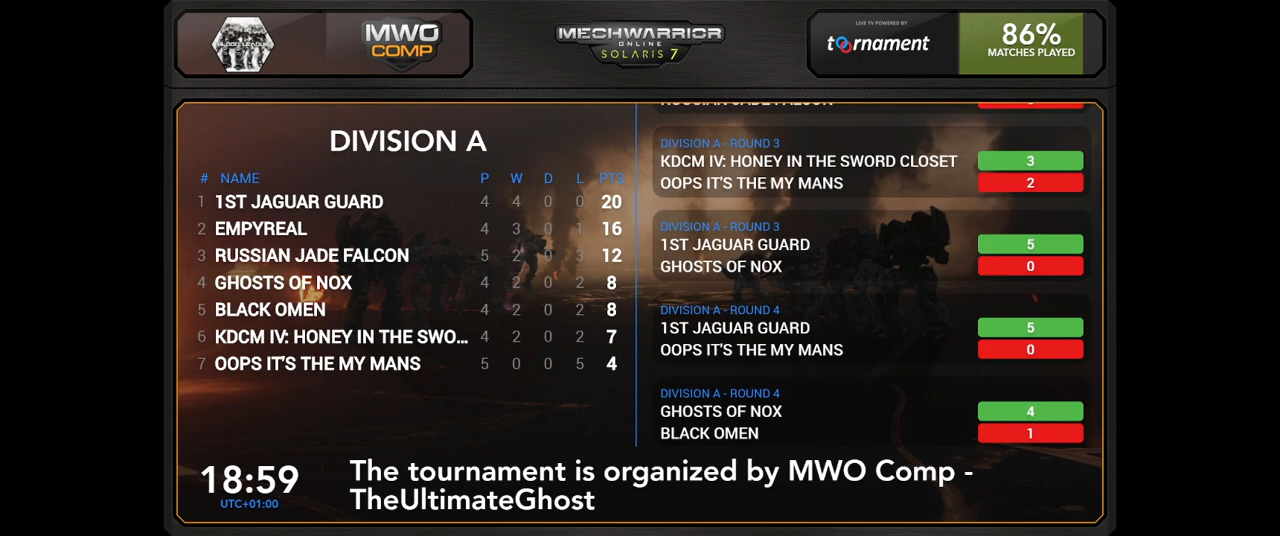 BLOOD LEAGUE
MWO
COMP
MECHWARRIOR
ONLINE
SOLARIS 7
LIVE TV POWERED BY
toornament
86%
MATCHES PLAYED
DIVISION A
# NAME P W D L PTS
1 1ST JAGUAR GUARD 4 4 0 0 20
2 EMPYREAL 4 3 0 1 16
3 RUSSIAN JADE FALCON 5 2 0 3 12
4 GHOSTS OF NOX 4 2 0 2 8
5 BLACK OMEN 4 2 0 2 8
6 KDCM IV: HONEY IN THE SWO... 4 2 0 2 7
7 OOPS IT'S THE MY MANS 5 0 0 5 4
RUSSIAN JADE FALCON
DIVISION A - ROUND 3
KDCM IV: HONEY IN THE SWORD CLOSET 3
OOPS IT'S THE MY MANS 2
DIVISION A - ROUND 3
1ST JAGUAR GUARD 5
GHOSTS OF NOX 0
DIVISION A - ROUND 4
1ST JAGUAR GUARD 5
OOPS IT'S THE MY MANS 0
DIVISION A - ROUND 4
GHOSTS OF NOX 4
BLACK OMEN 1
18:59
UTC+01:00
The tournament is organized by MWO Comp -
TheUltimateGhost